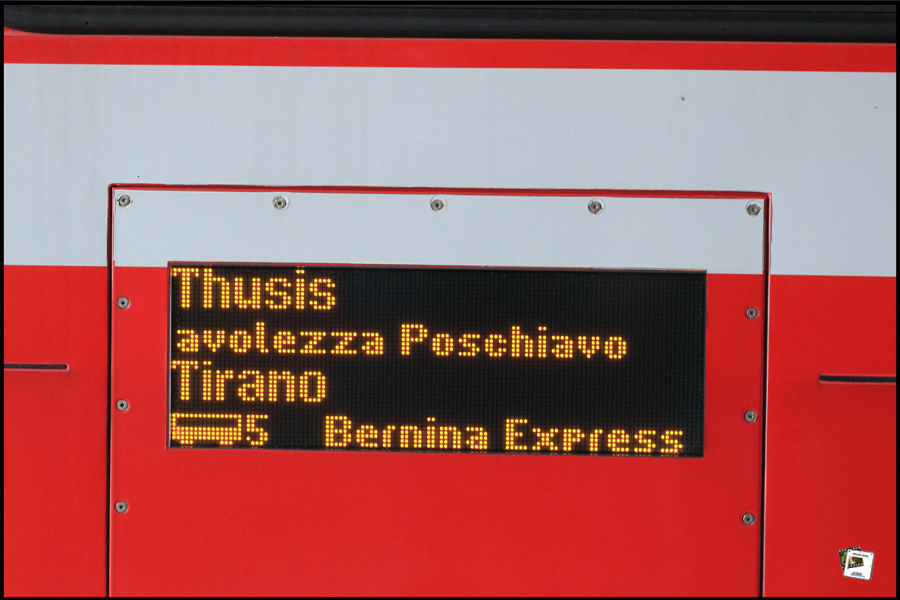 Thusis
avolezza Poschiavo
Tirano
5 Bernina Express